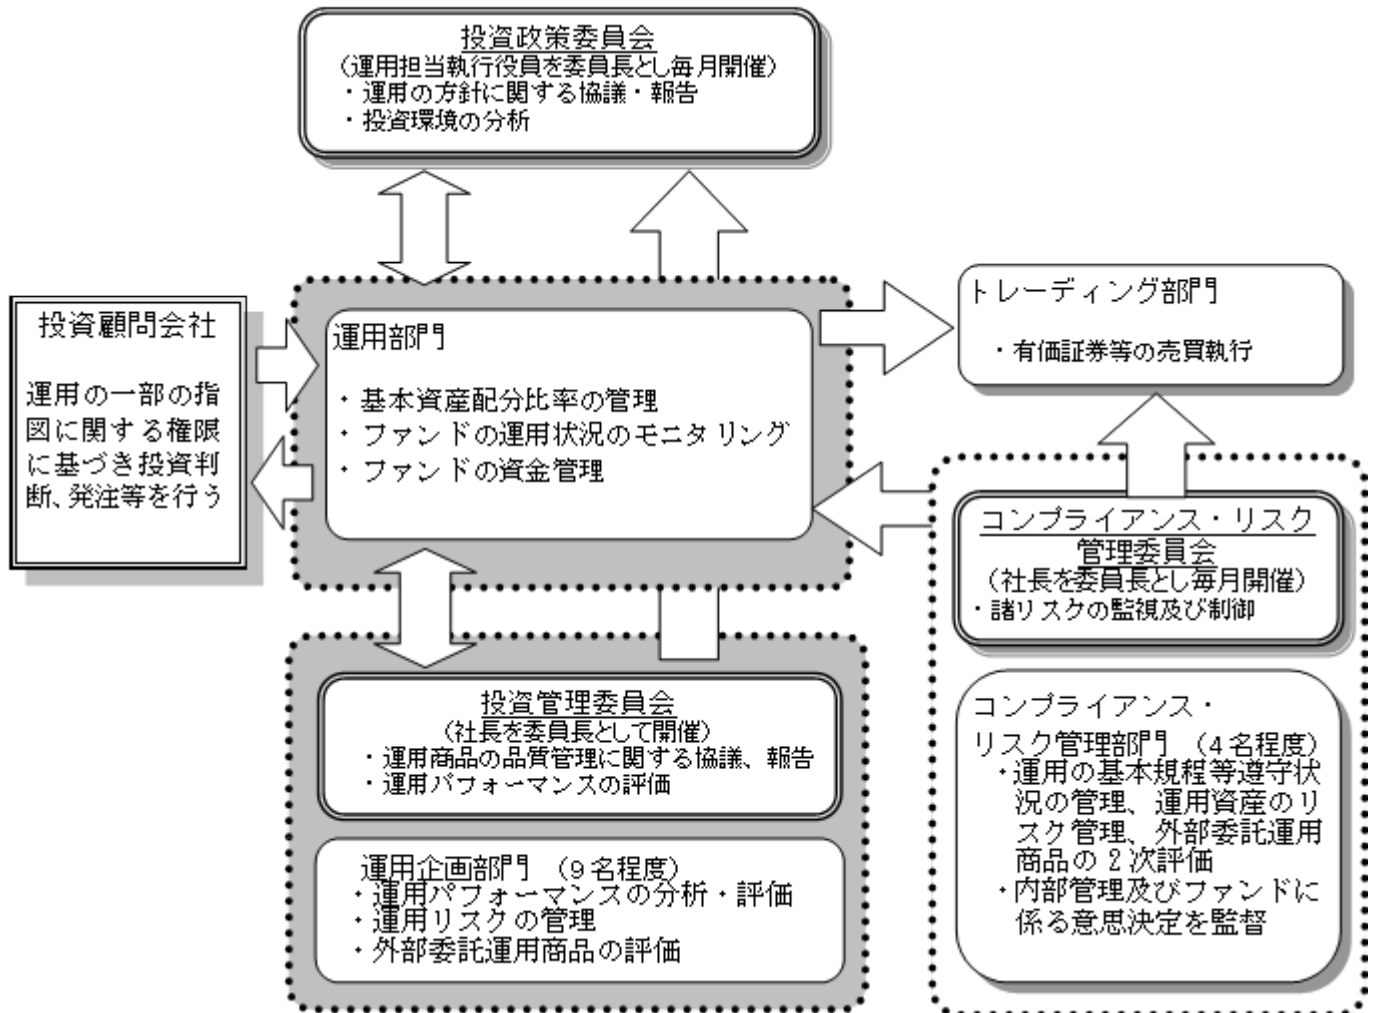 投資政策委員会
（運用担当執行役員を委員長とし毎月開催）
・運用の方針に関する協議・報告
・投資環境の分析
投資顧問会社
運用の一部の指
図に関する権限
に基づき投資判
断、発注等を行う
運用部門
・基本資産配分比率の管理
・ファンドの運用状況のモニタリング
・ファンドの資金管理
トレーディング部門
・有価証券等の売買執行
コンプライアンス・リスク
管理委員会
（社長を委員長とし毎月開催）
・諸リスクの監視及び制御
投資管理委員会
（社長を委員長として開催）
・運用商品の品質管理に関する協議、報告
・運用パフォーマンスの評価
運用企画部門（9名程度）
・運用パフォーマンスの分析・評価
・運用リスクの管理
・外部委託運用商品の評価
コンプライアンス・
リスク管理部門（4名程度）
・運用の基本規程等遵守状
況の管理、運用資産のリ
スク管理、外部委託運用
商品の２次評価
・内部管理及びファンドに
係る意思決定を監督